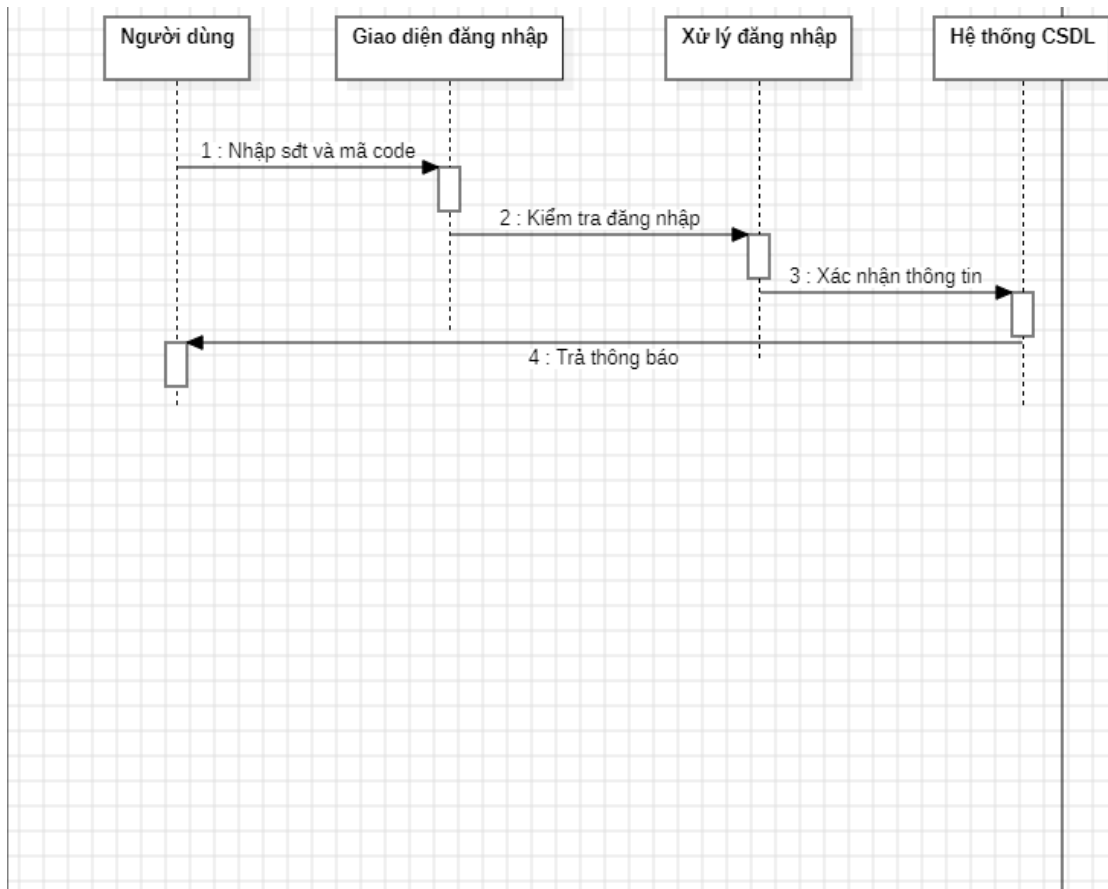 Người dùng
Giao diện đăng nhập
Xử lý đăng nhập
Hệ thống CSDL
1 : Nhập sđt và mã code
2 : Kiểm tra đăng nhập
3 : Xác nhận thông tin
4 : Trả thông báo